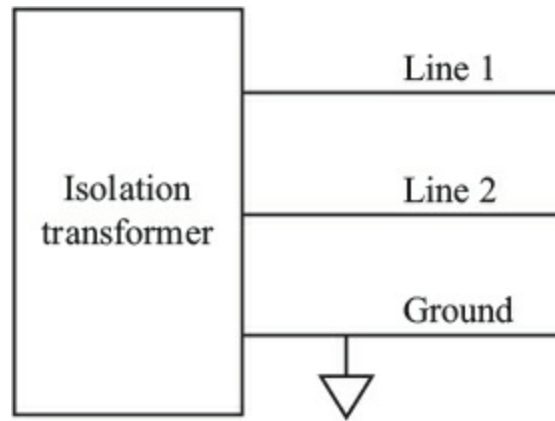 Line 1
Isolation
transformer
Line 2
Ground